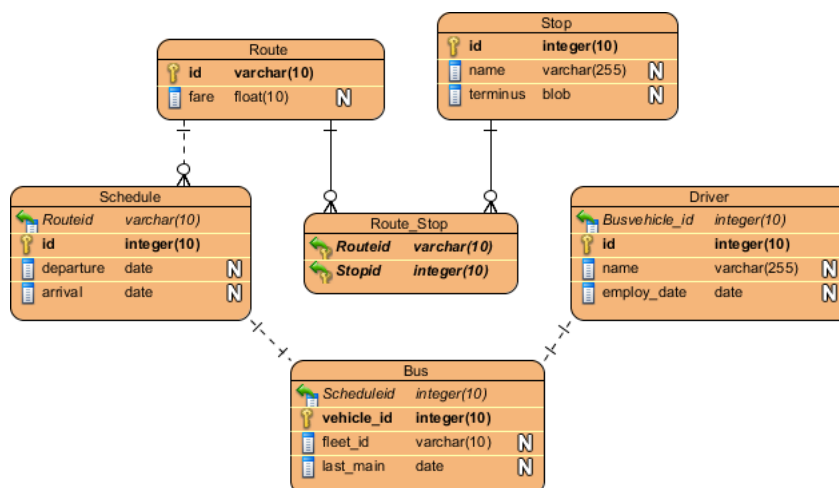 Route
id varchar(10)
fare float(10) N
Stop
id integer(10)
name varchar(255) N
terminus blob N
Schedule
Routeid varchar(10)
id integer(10)
departure date N
arrival date N
Route_Stop
Routeid varchar(10)
Stopid integer(10)
Driver
Busvehicle_id integer(10)
id integer(10)
name varchar(255) N
employ_date date N
Bus
Scheduleid integer(10)
vehicle_id integer(10)
fleet_id varchar(10) N
last_main date N